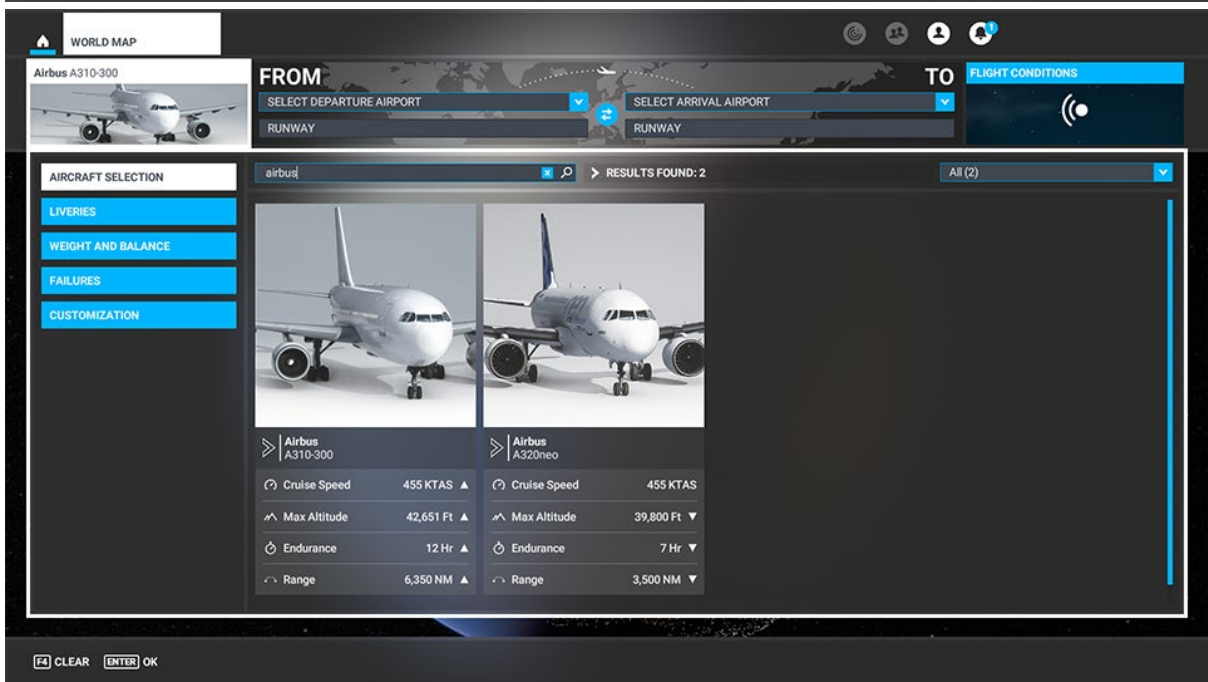 WORLD MAP
1
Airbus A310-300
FROM
SELECT DEPARTURE AIRPORT
RUNWAY
TO
SELECT ARRIVAL AIRPORT
RUNWAY
FLIGHT CONDITIONS
AIRCRAFT SELECTION
LIVERIES
WEIGHT AND BALANCE
FAILURES
CUSTOMIZATION
airbus
RESULTS FOUND: 2
All (2)
Airbus
A310-300
Cruise Speed 455 KTAS
Max Altitude 42,651 Ft
Endurance 12 Hr
Range 6,350 NM
Airbus
A320neo
Cruise Speed 455 KTAS
Max Altitude 39,800 Ft
Endurance 7 Hr
Range 3,500 NM
F4 CLEAR ENTER OK